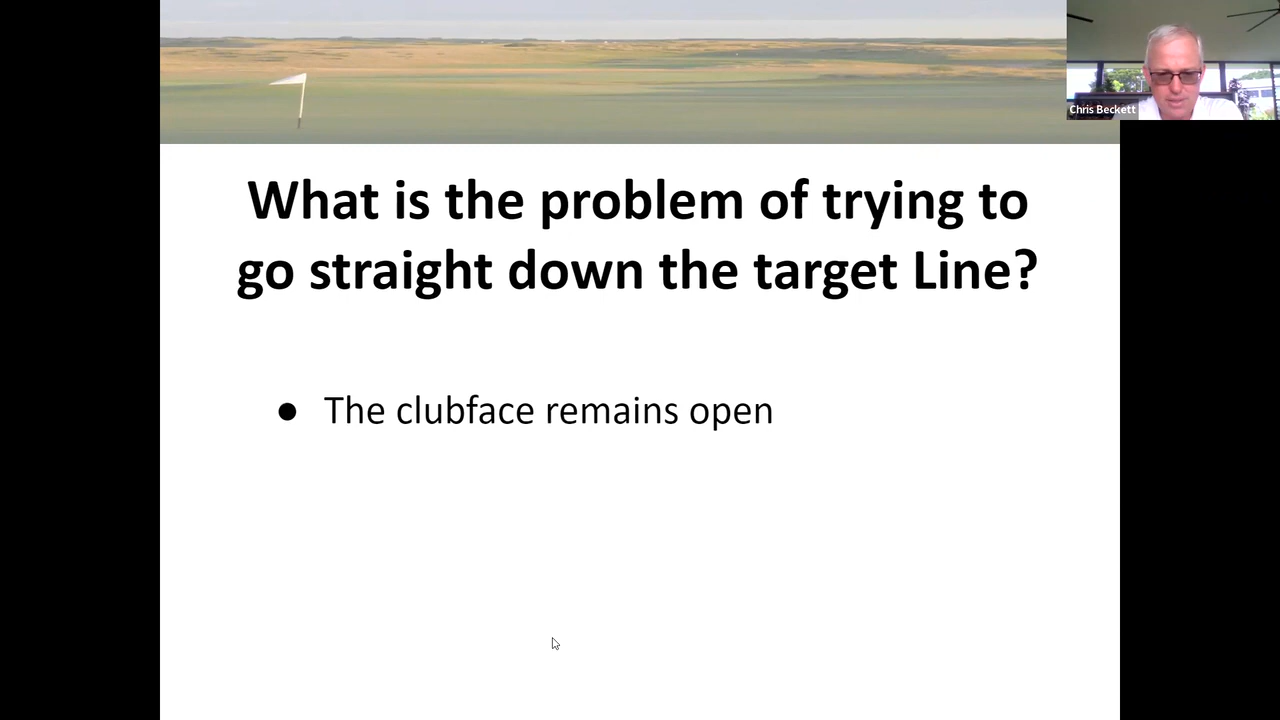 Chris Beckett
What is the problem of trying to
go straight down the target Line?
● The clubface remains open